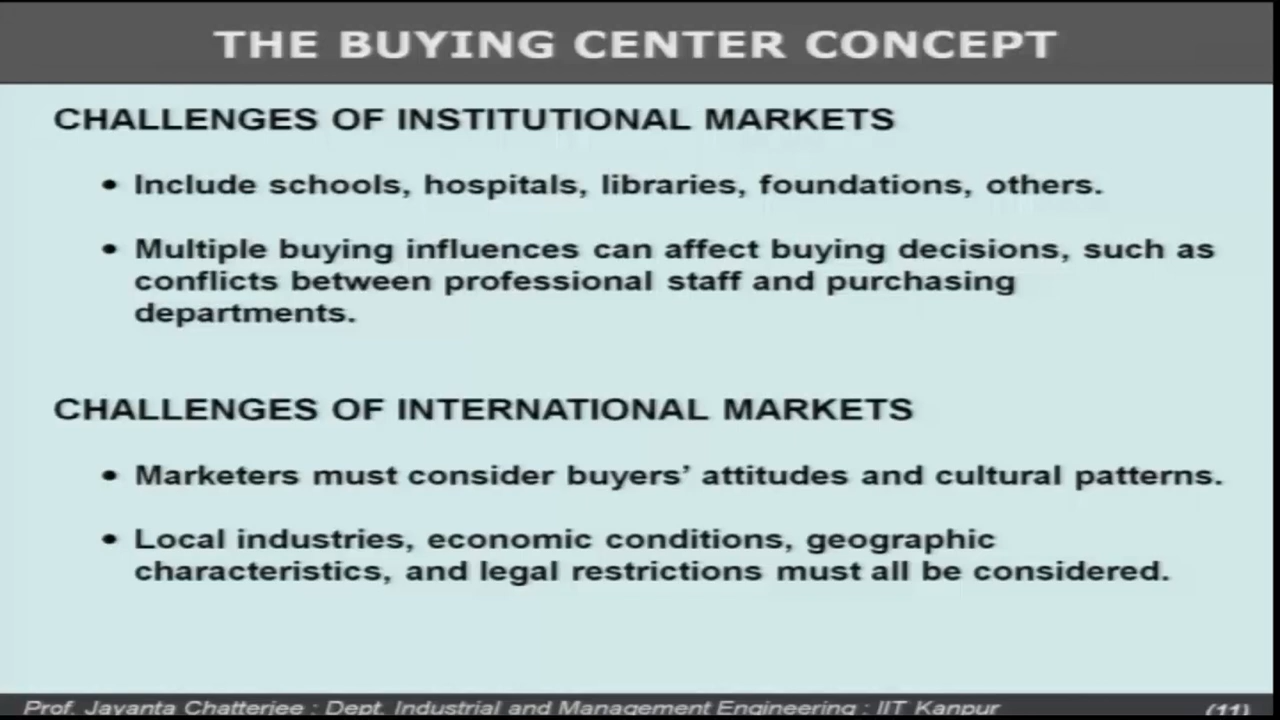 THE BUYING CENTER CONCEPT
CHALLENGES OF INSTITUTIONAL MARKETS
• Include schools, hospitals, libraries, foundations, others.
• Multiple buying influences can affect buying decisions, such as
conflicts between professional staff and purchasing
departments.
CHALLENGES OF INTERNATIONAL MARKETS
• Marketers must consider buyers’ attitudes and cultural patterns.
• Local industries, economic conditions, geographic
characteristics, and legal restrictions must all be considered.
Prof. Jayanta Chatterjee : Dept. Industrial and Management Engineering : IIT Kanpur (11)